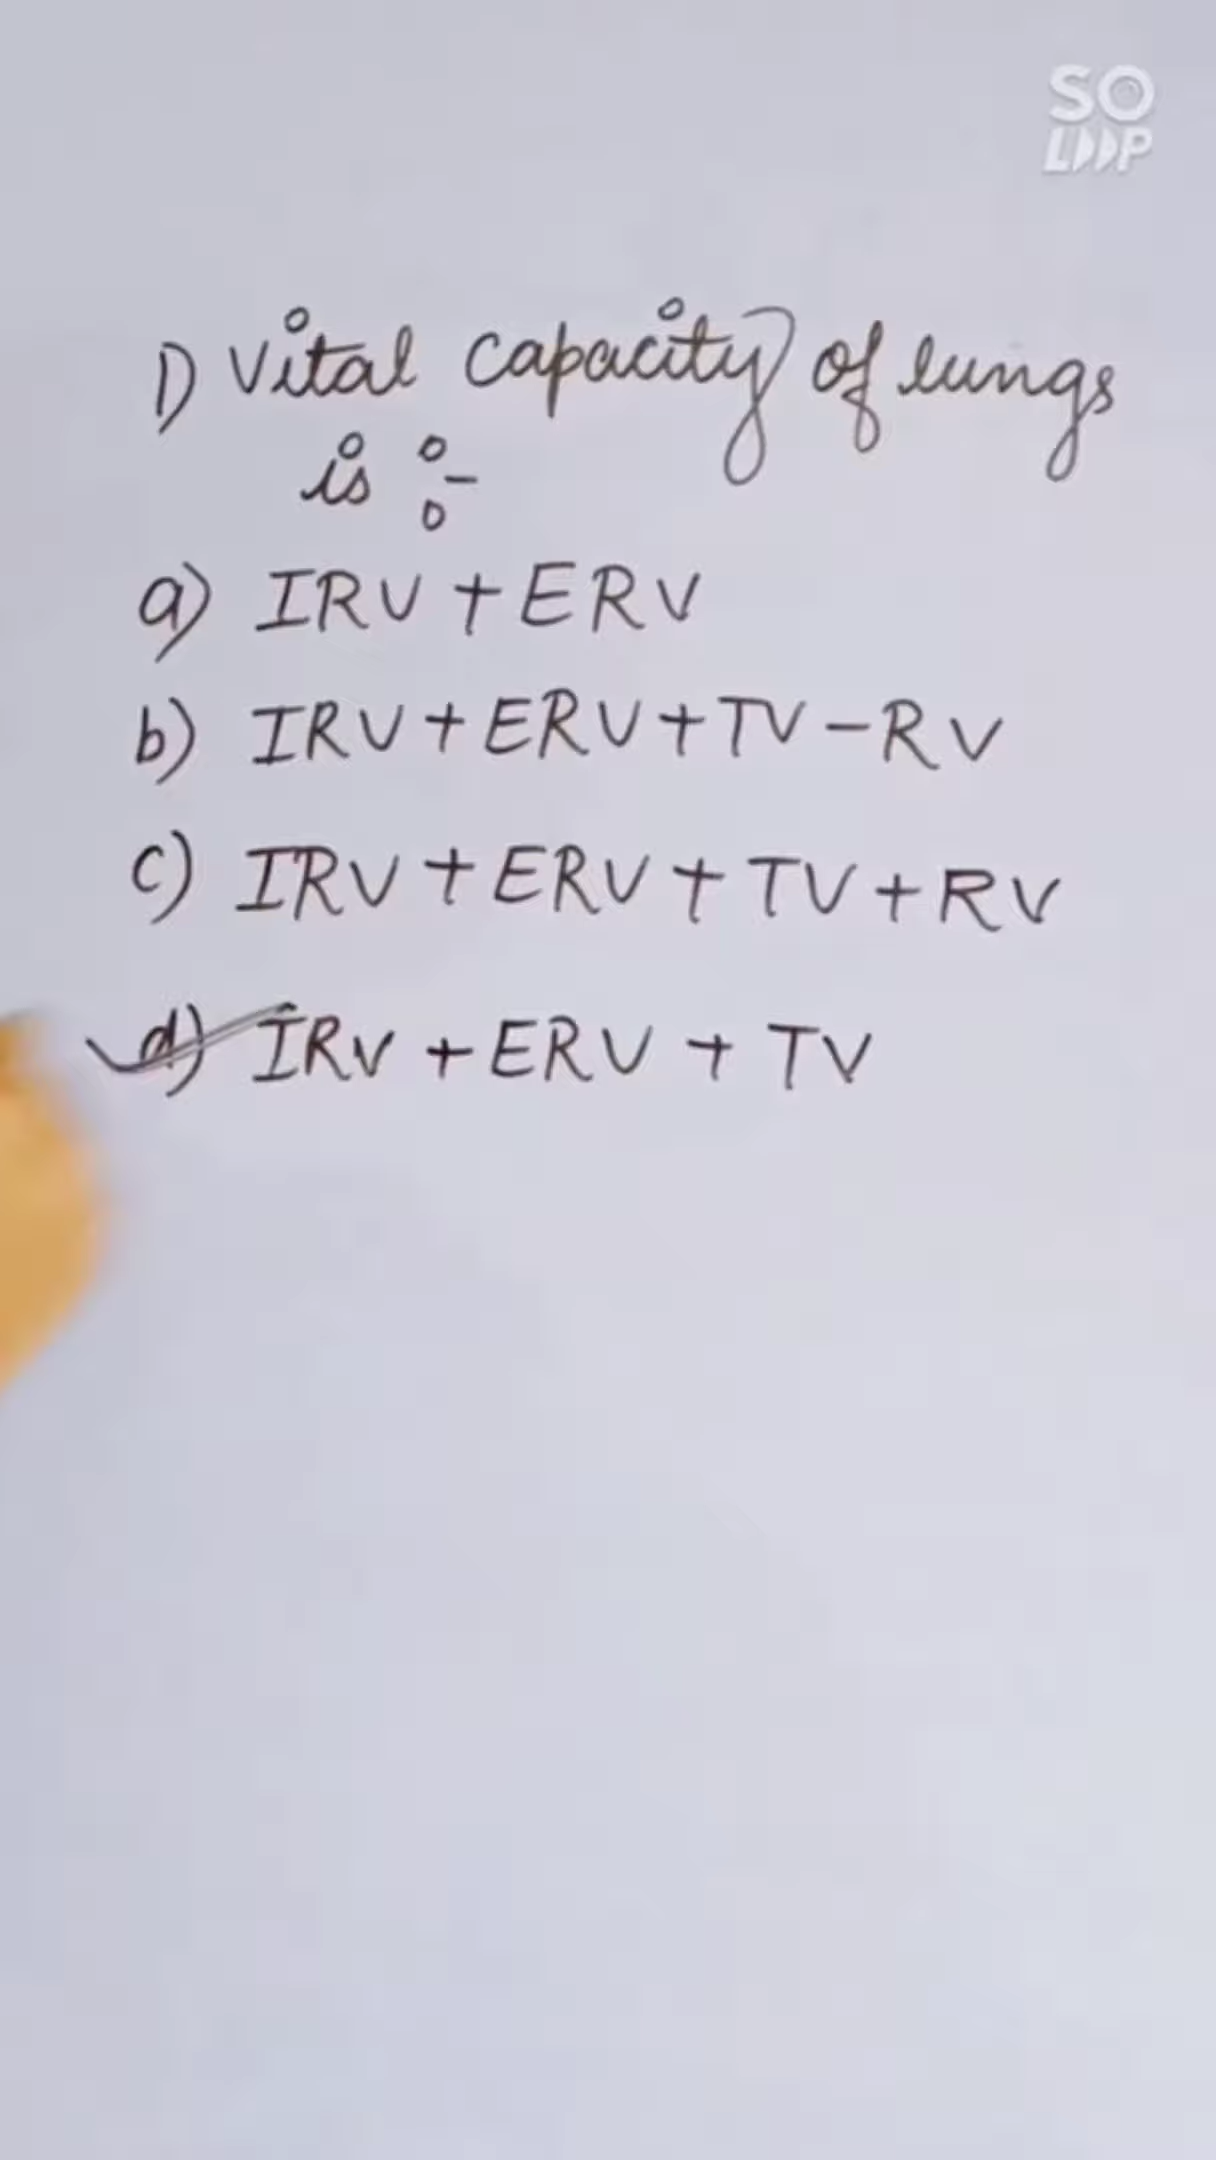 SO
LOOP
1) Vital capacity of lungs
is :-
a) IRV + ERV
b) IRV + ERV + TV - RV
c) IRV + ERV + TV + RV
d) IRV + ERV + TV